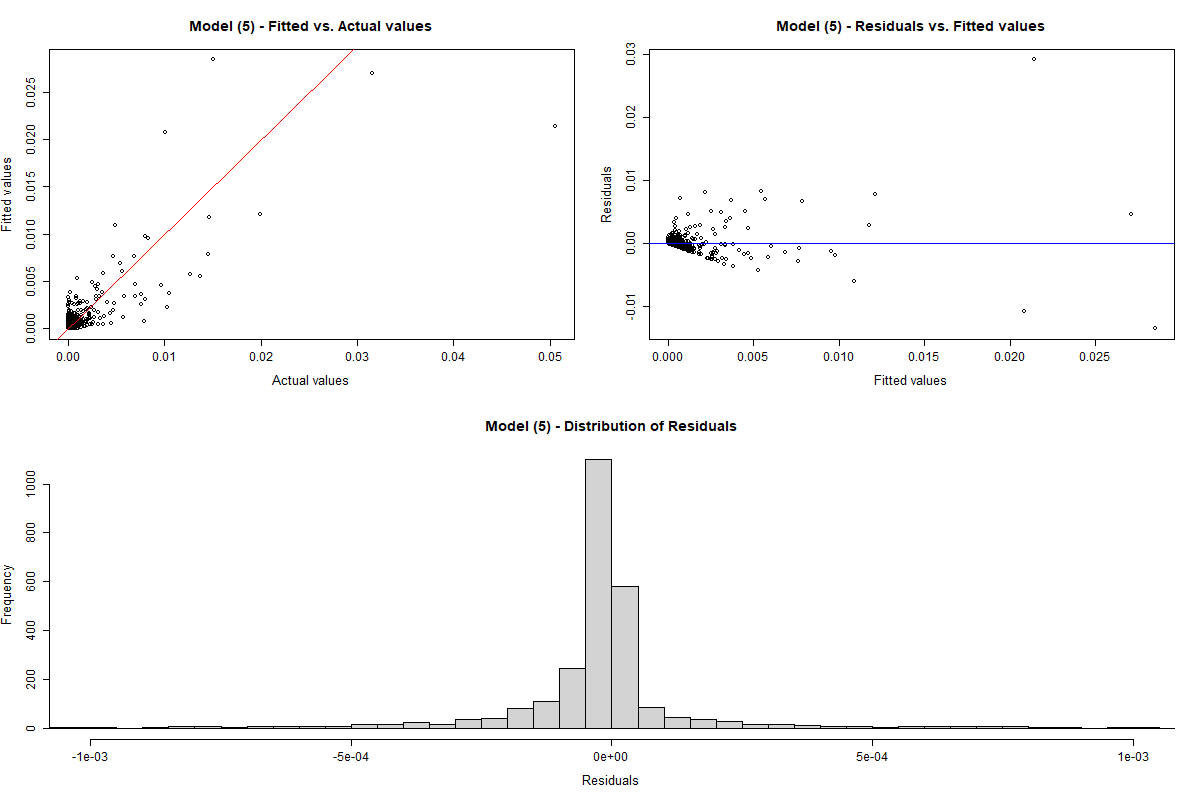 Model (5) - Fitted vs. Actual values
Fitted values
0.000 0.005 0.010 0.015 0.020 0.025
0.00 0.01 0.02 0.03 0.04 0.05
Actual values
Model (5) - Residuals vs. Fitted values
Residuals
-0.01 0.00 0.01 0.02 0.03
0.000 0.005 0.010 0.015 0.020 0.025
Fitted values
Model (5) - Distribution of Residuals
Frequency
0 200 400 600 800 1000
-1e-03 -5e-04 0e+00 5e-04 1e-03
Residuals